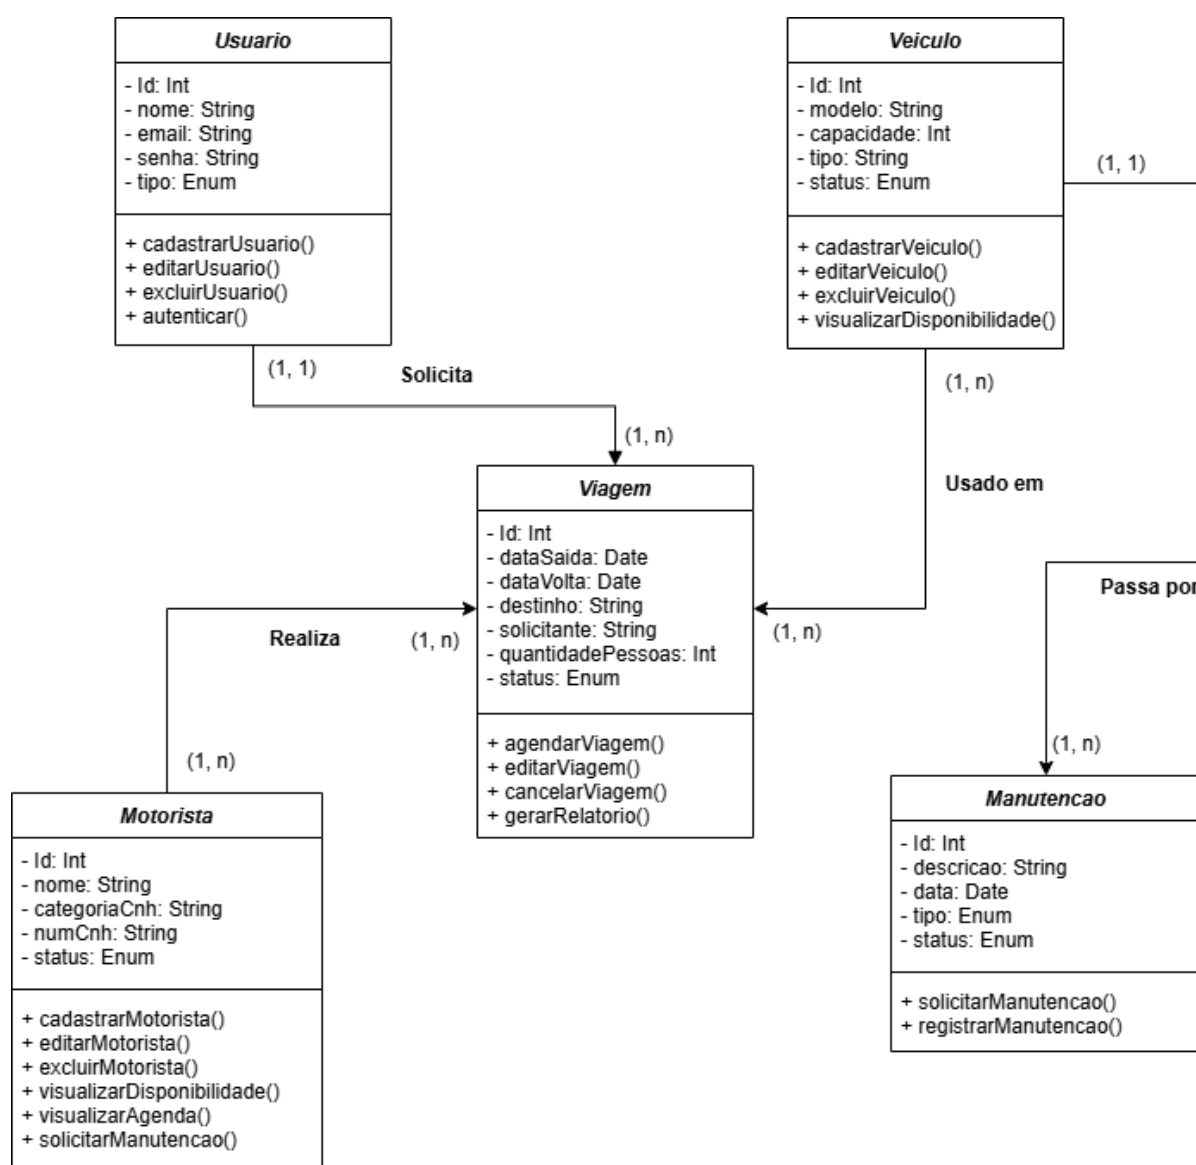 Usuario
- Id: Int
- nome: String
- email: String
- senha: String
- tipo: Enum
+ cadastrarUsuario()
+ editarUsuario()
+ excluirUsuario()
+ autenticar()
Veiculo
- Id: Int
- modelo: String
- capacidade: Int
- tipo: String
- status: Enum
+ cadastrarVeiculo()
+ editarVeiculo()
+ excluirVeiculo()
+ visualizarDisponibilidade()
(1, 1)
(1, 1)
Solicita
(1, n)
(1, n)
Usado em
(1, n)
Viagem
- Id: Int
- dataSaida: Date
- dataVolta: Date
- destinho: String
- solicitante: String
- quantidadePessoas: Int
- status: Enum
+ agendarViagem()
+ editarViagem()
+ cancelarViagem()
+ gerarRelatorio()
Realiza
(1, n)
(1, n)
Passa por
(1, n)
Motorista
- Id: Int
- nome: String
- categoriaCnh: String
- numCnh: String
- status: Enum
+ cadastrarMotorista()
+ editarMotorista()
+ excluirMotorista()
+ visualizarDisponibilidade()
+ visualizarAgenda()
+ solicitarManutencao()
Manutencao
- Id: Int
- descricao: String
- data: Date
- tipo: Enum
- status: Enum
+ solicitarManutencao()
+ registrarManutencao()